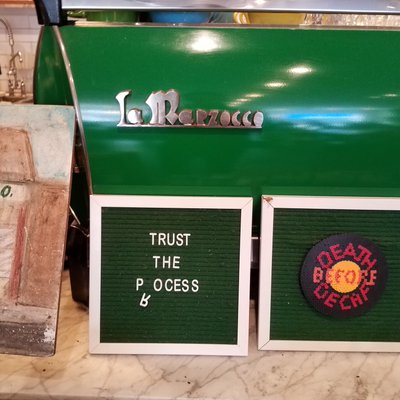 La Marzocco
O.
TRUST
THE
P OCESS
R
DEATH
BEFORE
DECAF